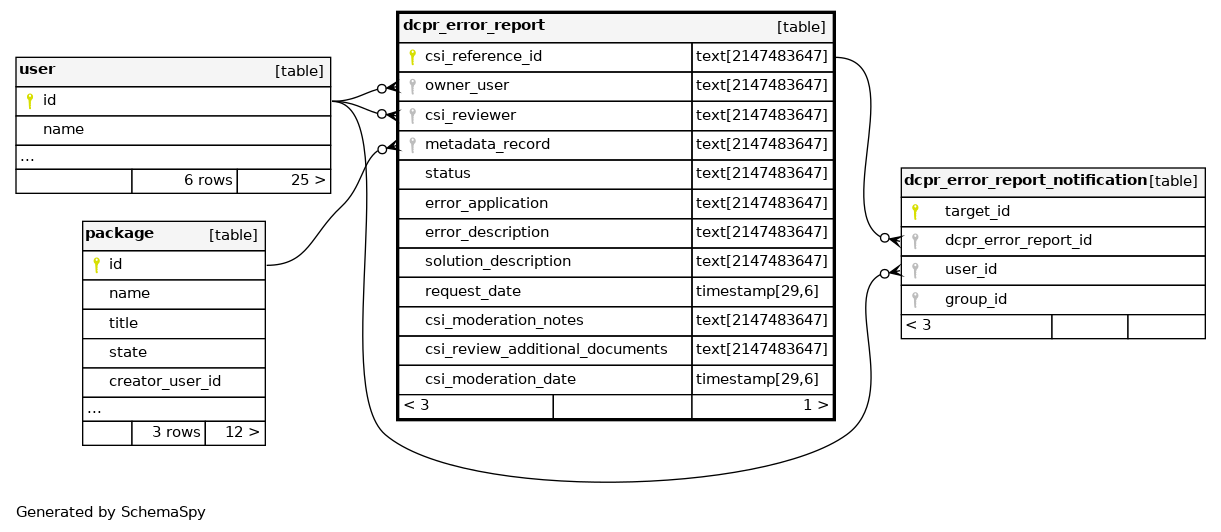 user [table]
id
name
...
6 rows 25 >
package [table]
id
name
title
state
creator_user_id
...
3 rows 12 >
dcpr_error_report [table]
csi_reference_id text[2147483647]
owner_user text[2147483647]
csi_reviewer text[2147483647]
metadata_record text[2147483647]
status text[2147483647]
error_application text[2147483647]
error_description text[2147483647]
solution_description text[2147483647]
request_date timestamp[29,6]
csi_moderation_notes text[2147483647]
csi_review_additional_documents text[2147483647]
csi_moderation_date timestamp[29,6]
< 3 1 >
dcpr_error_report_notification [table]
target_id
dcpr_error_report_id
user_id
group_id
< 3
Generated by SchemaSpy